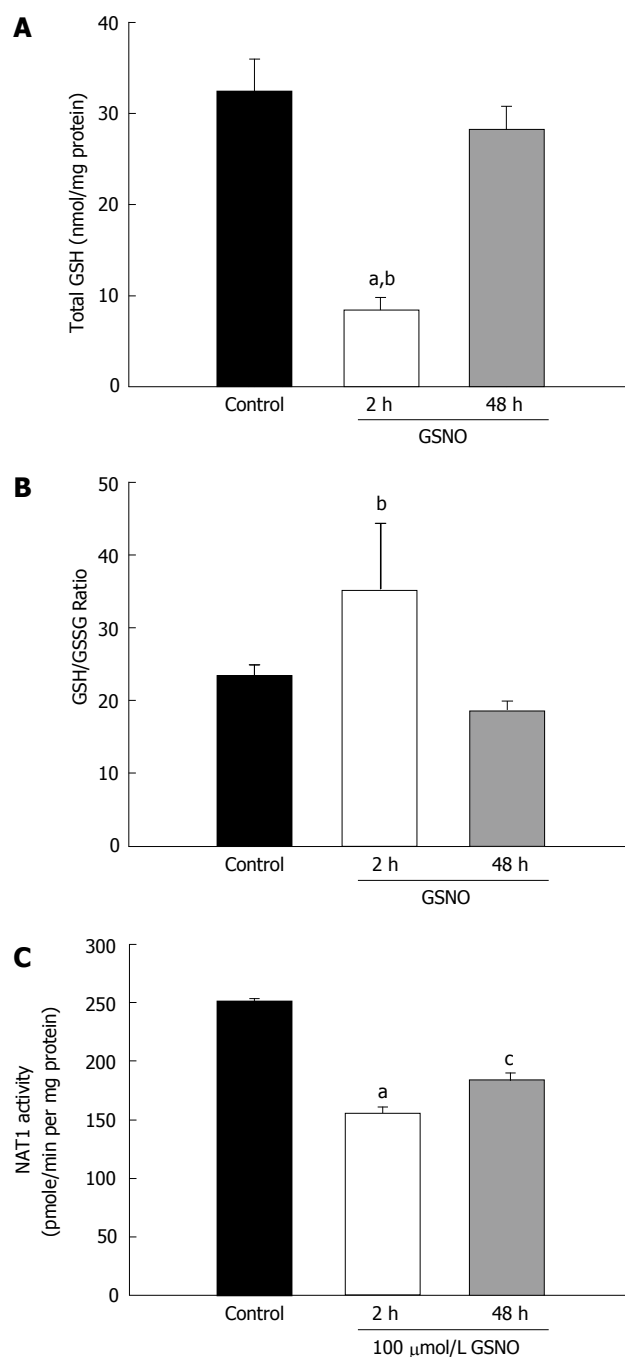 A
Total GSH (nmol/mg protein)
40
30
20
10
0
a,b
Control
2 h
48 h
GSNO
B
GSH/GSSG Ratio
50
40
30
20
10
0
b
Control
2 h
48 h
GSNO
C
NAT1 activity
(pmole/min per mg protein)
300
250
200
150
100
50
0
a
c
Control
2 h
48 h
100 μmol/L GSNO